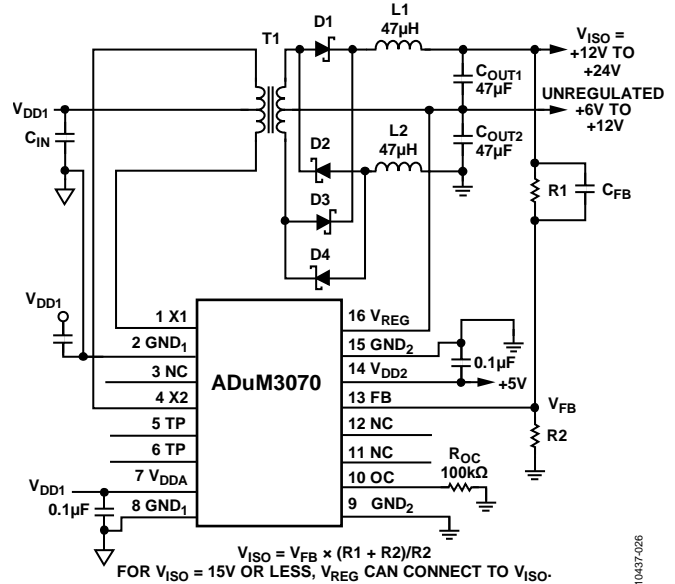 T1
D1
L1
47µH
V_ISO =
+12V TO
+24V
C_OUT1
47µF
UNREGULATED
+6V TO
+12V
V_DD1
C_IN
D2
L2
47µH
C_OUT2
47µF
R1
C_FB
D3
D4
V_DD1
1 X1
2 GND_1
3 NC
4 X2
5 TP
6 TP
7 V_DDA
8 GND_1
ADuM3070
16 V_REG
15 GND_2
14 V_DD2
13 FB
12 NC
11 NC
10 OC
9 GND_2
0.1µF
+5V
V_FB
R2
R_OC
100kΩ
V_DD1
0.1µF
V_ISO = V_FB × (R1 + R2)/R2
FOR V_ISO = 15V OR LESS, V_REG CAN CONNECT TO V_ISO.
10437-026